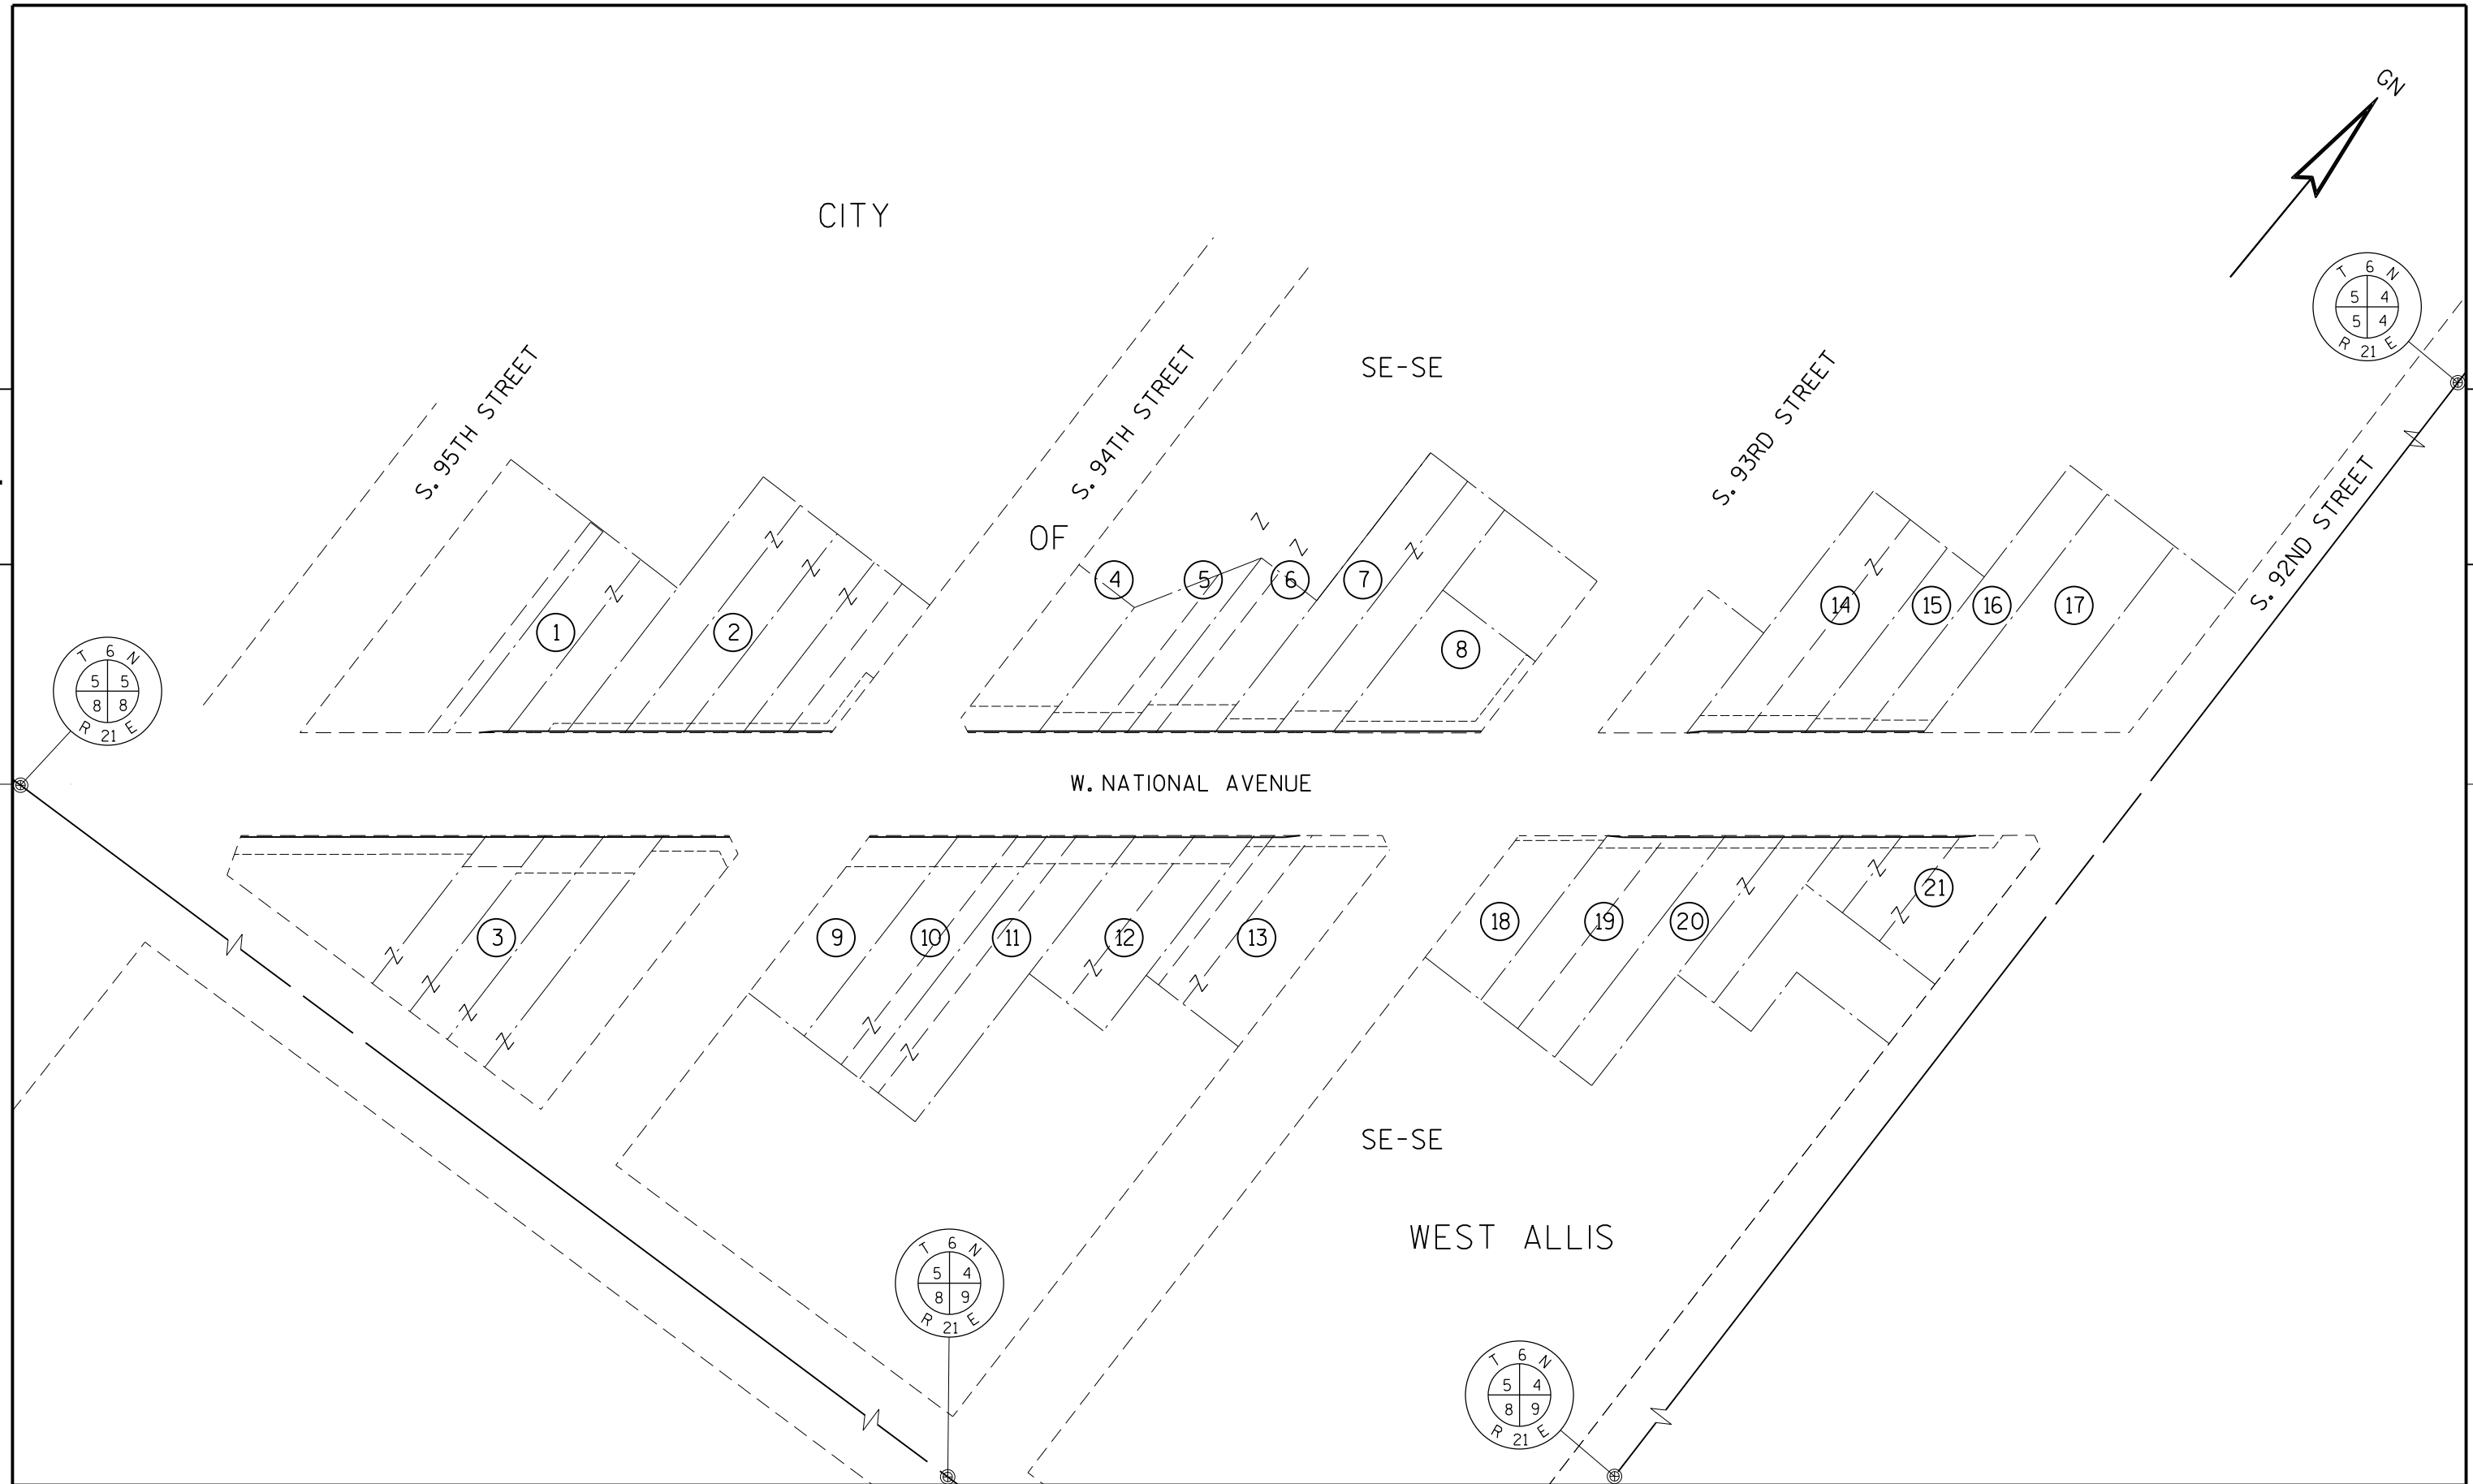 GN
CITY
T 6 N
5 4
5 4
R 21 E
SE-SE
S. 95TH STREET
S. 94TH STREET
S. 93RD STREET
S. 92ND STREET
OF
4
5
6
7
14
15
16
17
1
2
8
T 6 N
5 5
8 8
R 21 E
W. NATIONAL AVENUE
21
18
19
20
3
9
10
11
12
13
SE-SE
WEST ALLIS
T 6 N
5 4
8 9
R 21 E
T 6 N
5 4
8 9
R 21 E